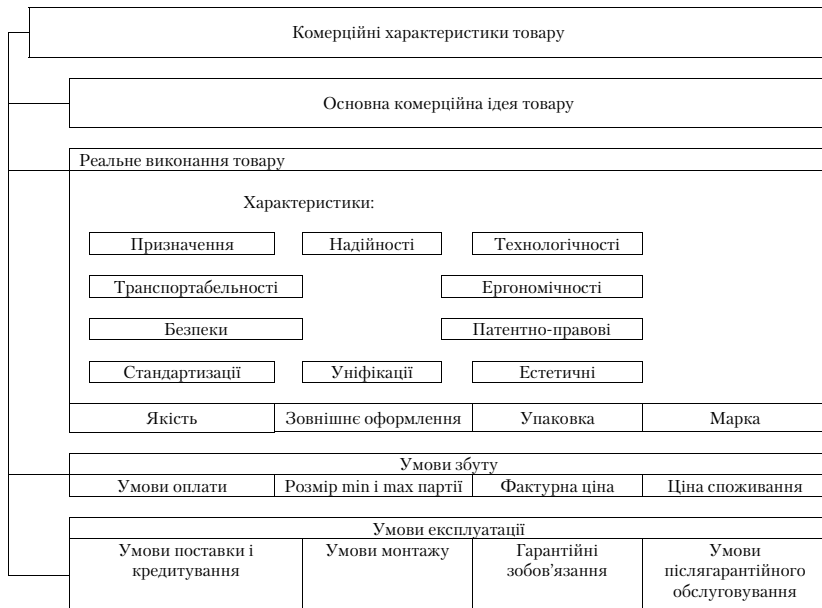 Комерційні характеристики товару
Основна комерційна ідея товару
Реальне виконання товару
Характеристики:
Призначення Надійності Технологічності
Транспортабельності Ергономічності
Безпеки Патентно-правові
Стандартизації Уніфікації Естетичні
Якість Зовнішнє оформлення Упаковка Марка
Умови збуту
Умови оплати Розмір min і max партії Фактурна ціна Ціна споживання
Умови експлуатації
Умови поставки і Умови монтажу Гарантійні Умови
кредитування зобов'язання післягарантійного
обслуговування